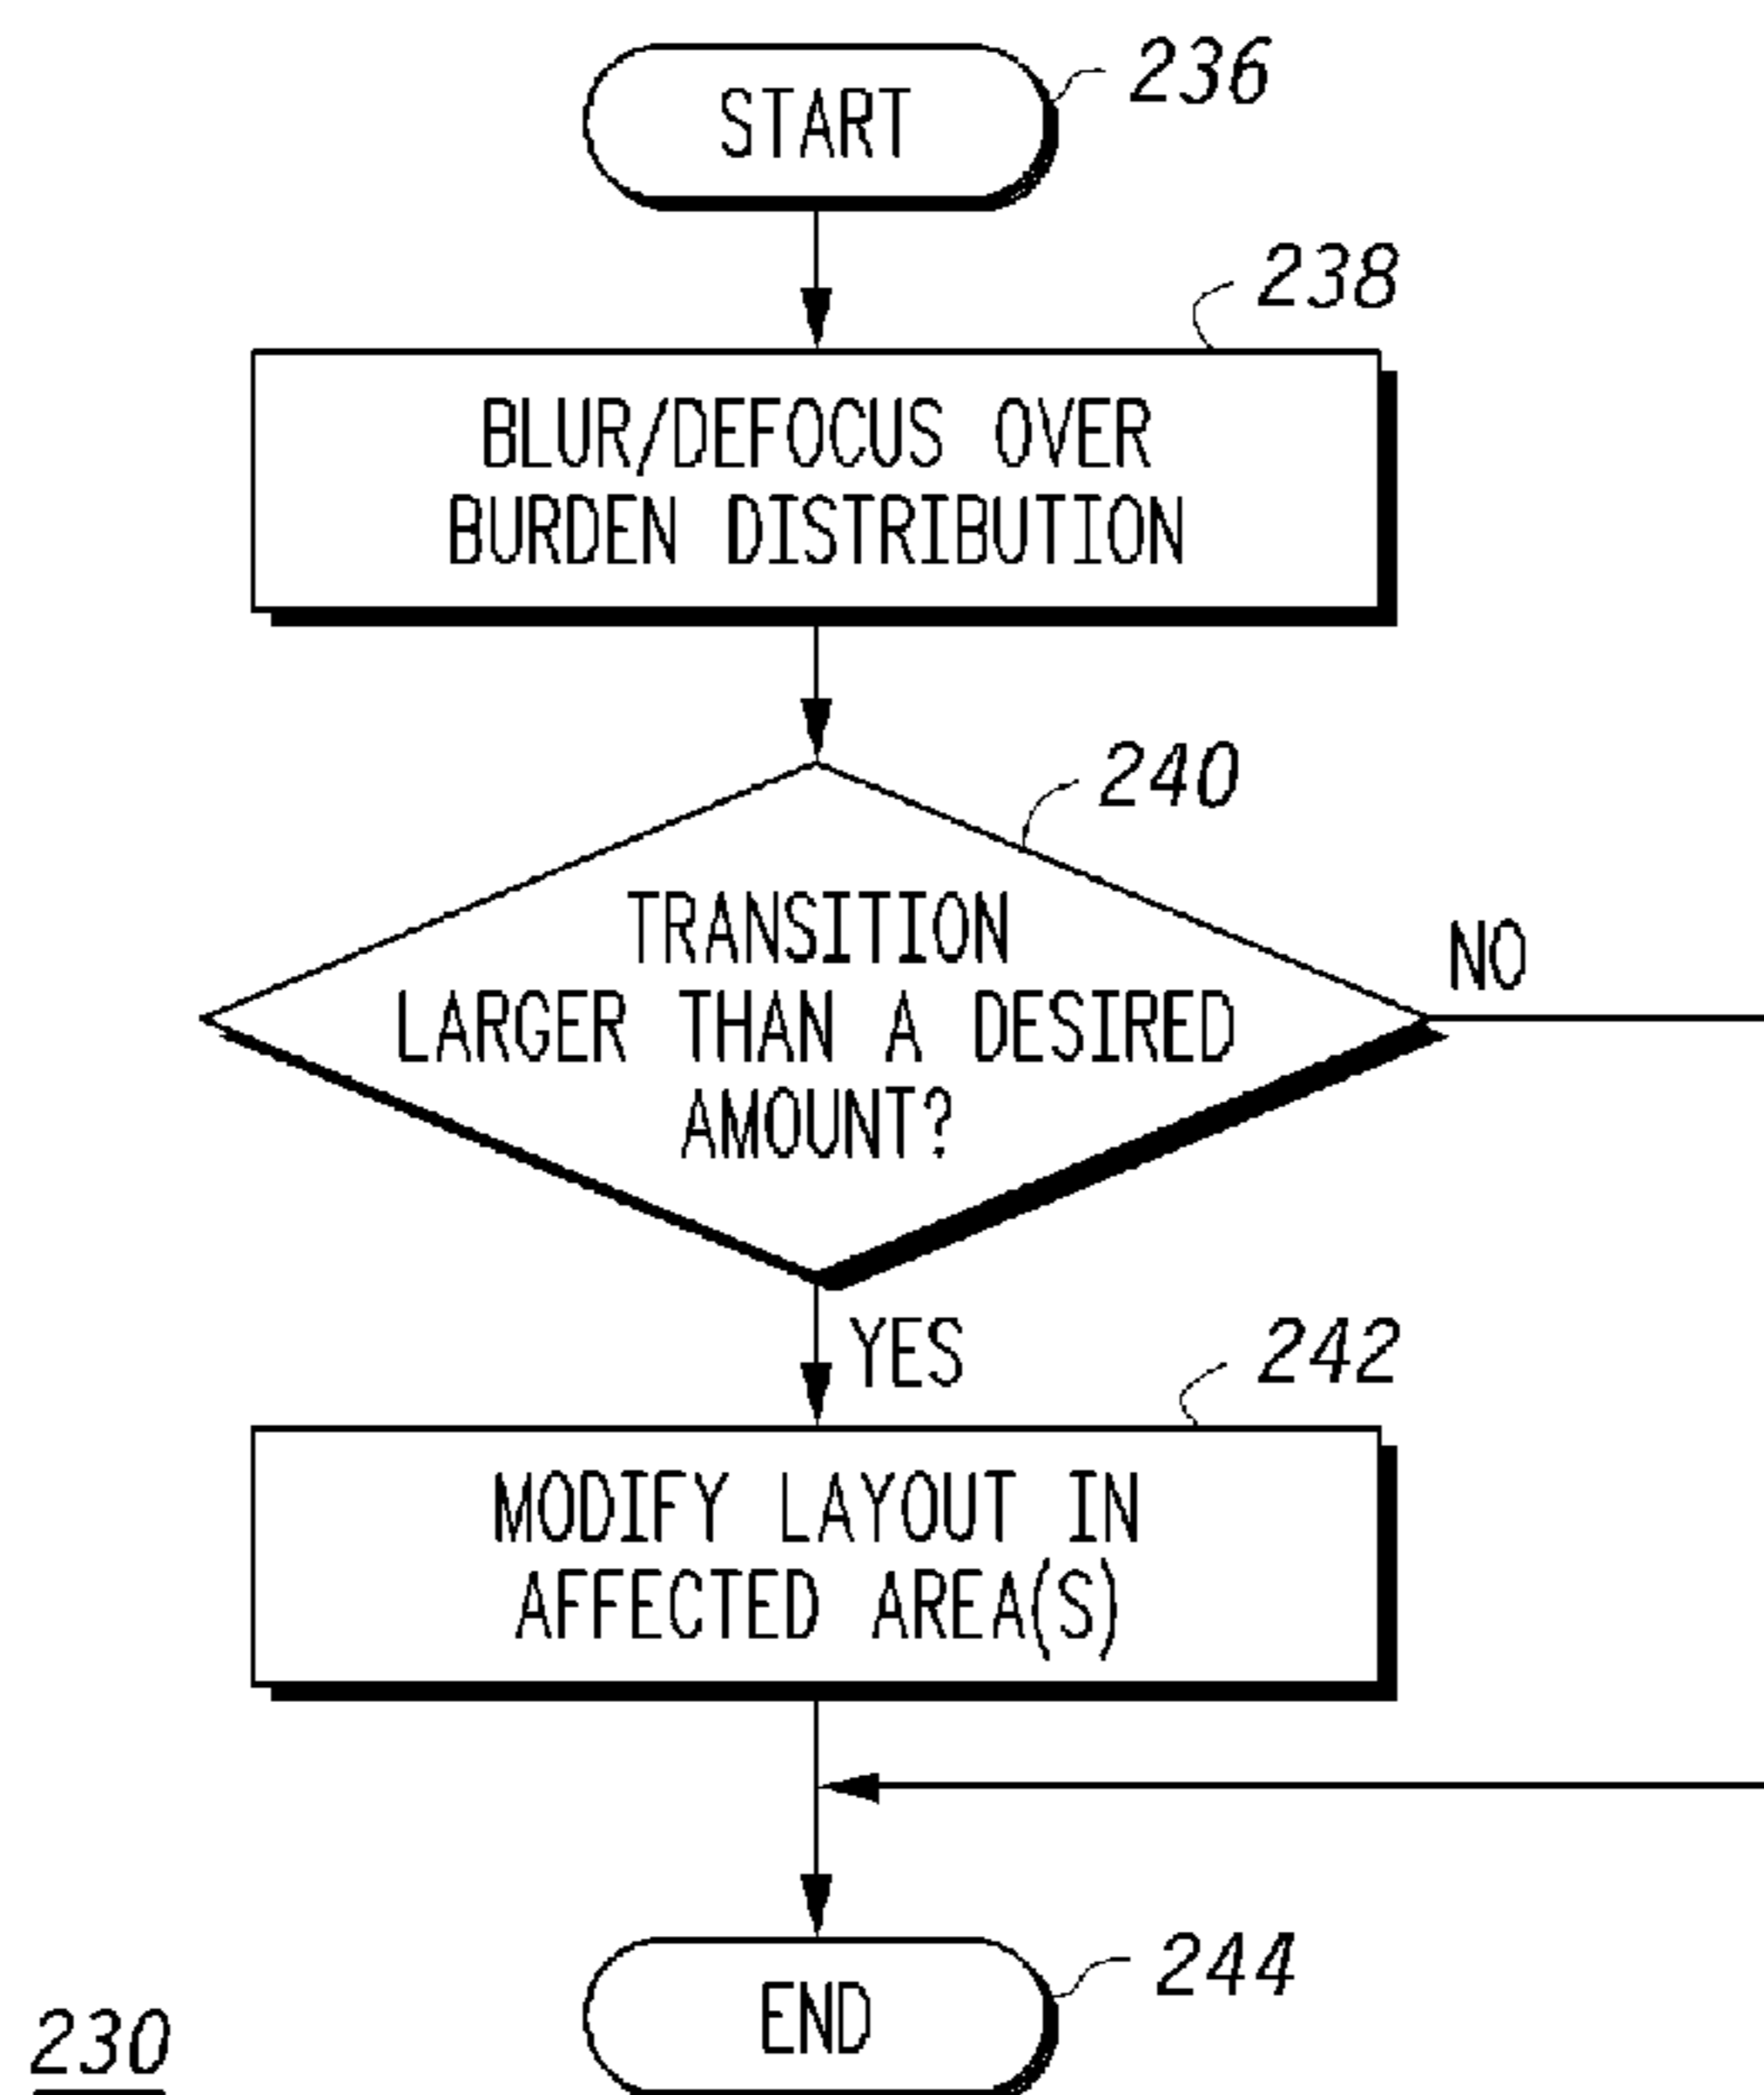 START
236
238
BLUR/DEFOCUS OVER
BURDEN DISTRIBUTION
240
TRANSITION
LARGER THAN A DESIRED
AMOUNT?
NO
YES
242
MODIFY LAYOUT IN
AFFECTED AREA(S)
244
END
230